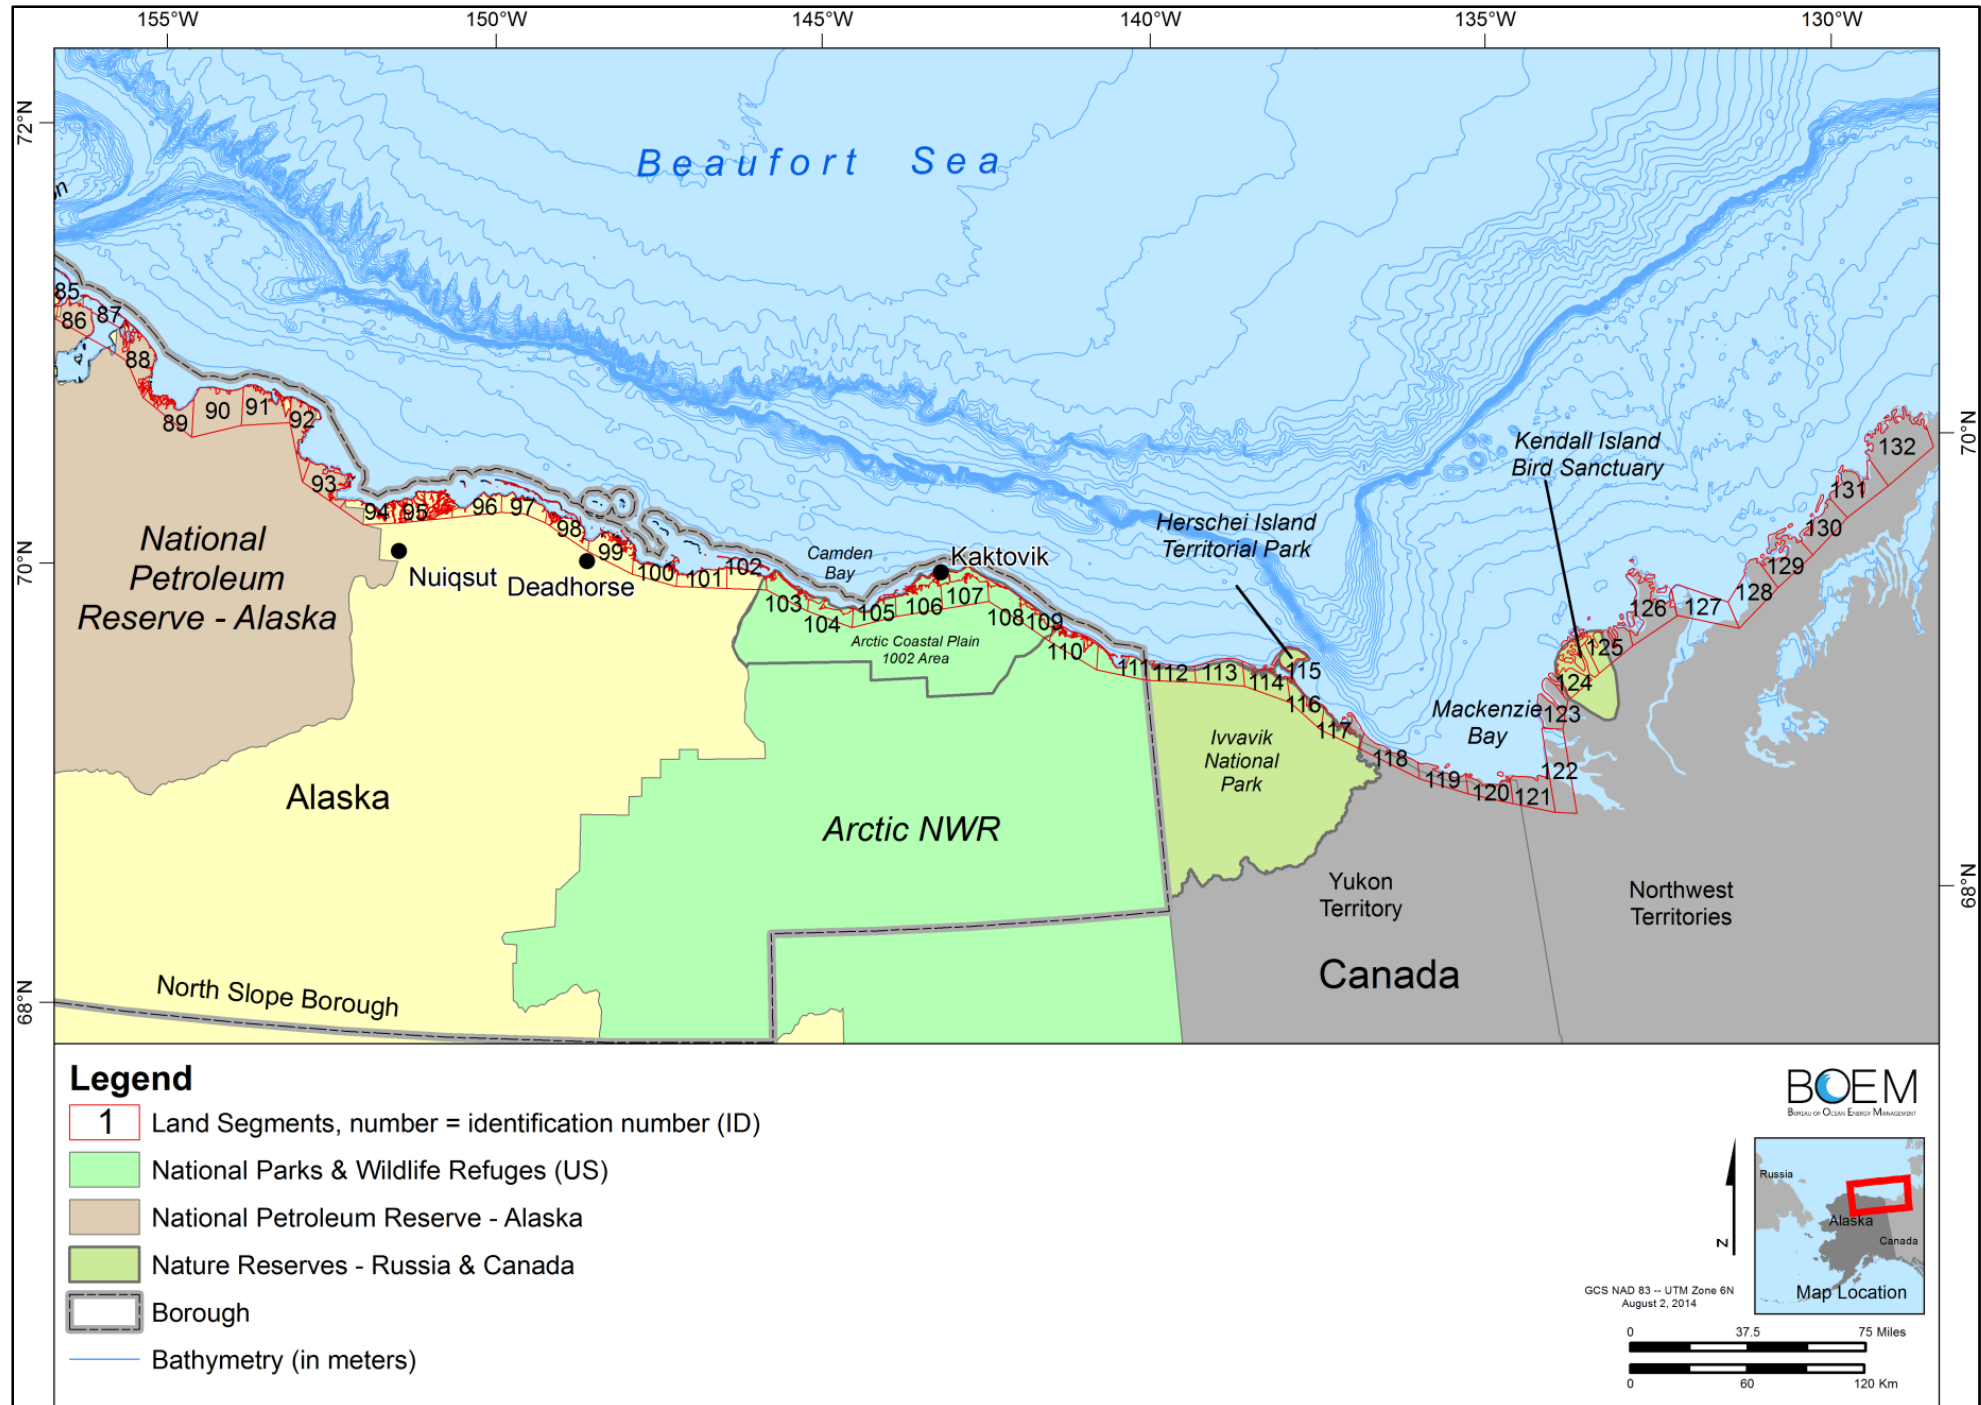 155°W
150°W
145°W
140°W
135°W
130°W
72°N
70°N
68°N
70°N
68°N
Beaufort Sea
85
86
87
88
89
90
91
92
93
94
95
96
97
98
99
100
101
102
103
104
105
106
107
108
109
110
111
112
113
114
115
116
117
118
119
120
121
122
123
124
125
126
127
128
129
130
131
132
Kendall Island
Bird Sanctuary
Herschei Island
Territorial Park
Camden
Bay
Kaktovik
National
Petroleum
Reserve - Alaska
Nuiqsut
Deadhorse
Arctic Coastal Plain
1002 Area
Mackenzie
Bay
Ivvavik
National
Park
Alaska
Arctic NWR
Yukon
Territory
Northwest
Territories
Canada
North Slope Borough
Legend
1 Land Segments, number = identification number (ID)
National Parks & Wildlife Refuges (US)
National Petroleum Reserve - Alaska
Nature Reserves - Russia & Canada
Borough
Bathymetry (in meters)
BOEM
Bureau of Ocean Energy Management
N
Russia
Alaska
Canada
Map Location
GCS NAD 83 -- UTM Zone 6N
August 2, 2014
0 37.5 75 Miles
0 60 120 Km